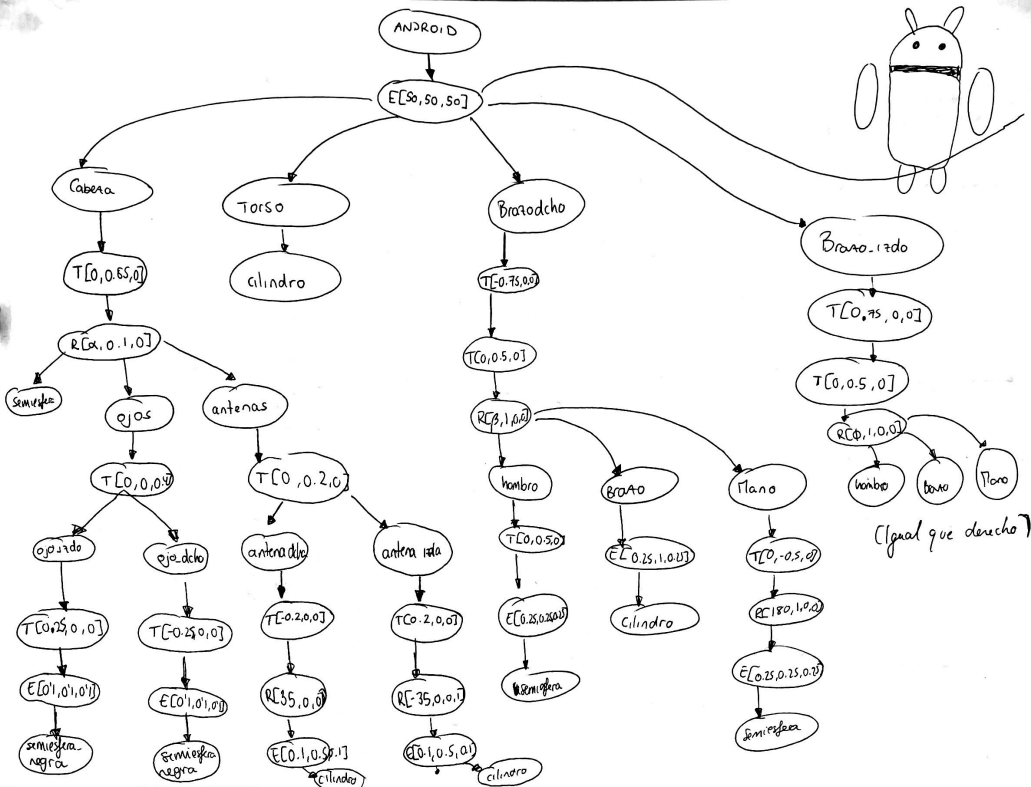 ANDROID
E[50,50,50]
Cabeza
Torso
Brazodcho
Brazo_izdo
T[0,0.65,0]
cilindro
T[-0.75,0,0]
T[0.75,0,0]
R[α,0.1,0]
T[0,0.5,0]
T[0,0.5,0]
semiesfera
ojos
antenas
R[β,1,0,0]
R[ϕ,1,0,0]
T[0,0,0.4]
T[0,0.2,0]
hombro
Brazo
Mano
hombro
Brazo
Mano
(Igual que derecho)
ojoizdo
ojo_dcho
antenadcha
antena izda
T[0,0.5,0]
E[0.25,1,0.25]
T[0,-0.5,0]
T[0.25,0,0]
T[-0.25,0,0]
T[-0.2,0,0]
T[0.2,0,0]
E[0.25,0.25,0.25]
cilindro
R[180,1,0,0]
E[0'1,0'1,0'1]
E[0'1,0'1,0'1]
R[35,0,0]
R[-35,0,0,1]
semiesfera
E[0.25,0.25,0.25]
semiesfera_
negra
semiesfera
negra
E[0.1,0.5,0.1]
cilindro
E[0.1,0.5,0.1]
cilindro
semiesfera